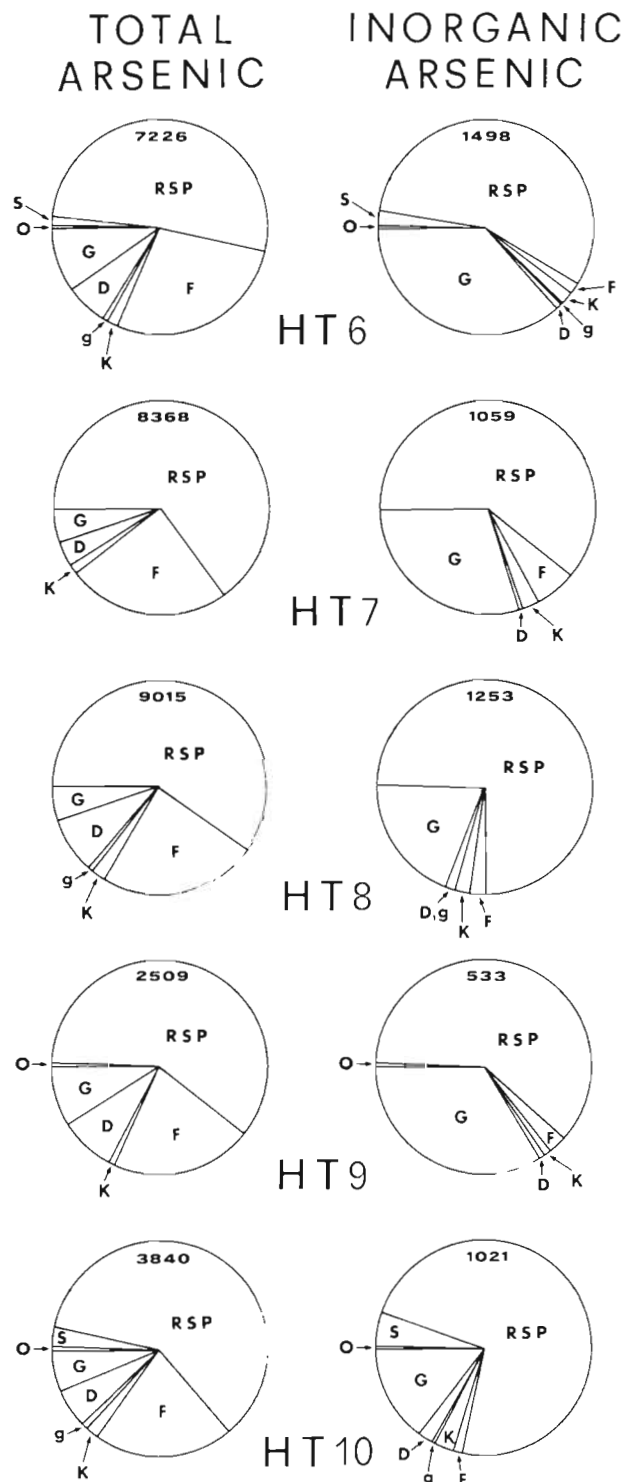 TOTAL ARSENIC
INORGANIC ARSENIC
7226
RSP
S
O
G
D
g
K
F
1498
RSP
S
O
G
F
K
g
D
HT6
8368
RSP
G
D
K
F
1059
RSP
G
F
D
K
HT7
9015
RSP
G
D
g
K
F
1253
RSP
G
D,g
K
F
HT8
2509
RSP
O
G
D
K
F
533
RSP
O
G
F
D
K
HT9
3840
RSP
S
O
G
D
g
K
F
1021
RSP
S
O
G
D
g
K
F
HT10